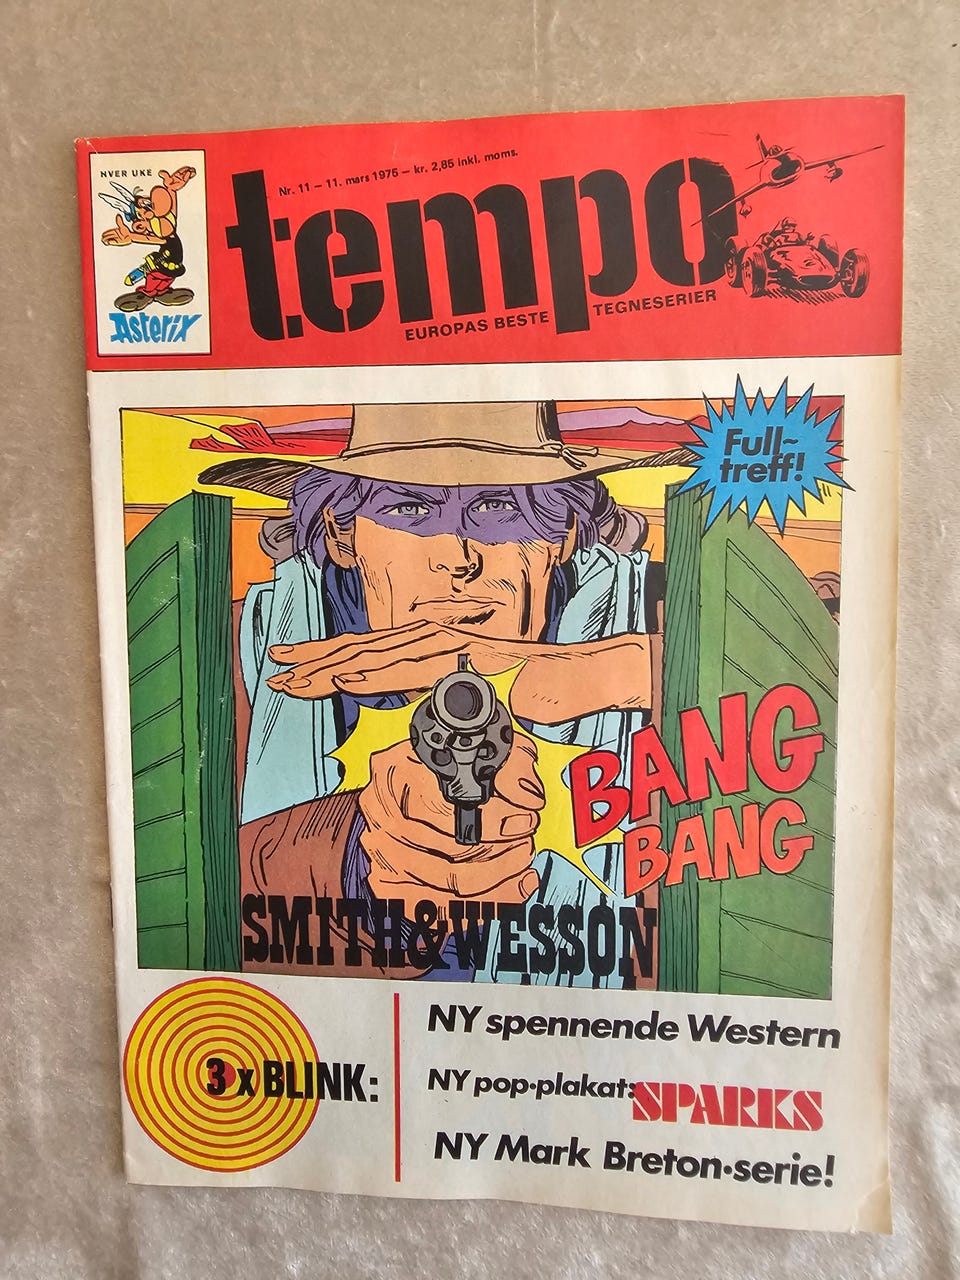 HVER UKE
Asterix
Nr. 11 – 11. mars 1975 – kr. 2,85 inkl. moms.
tempo
EUROPAS BESTE TEGNESERIER
Full-
treff!
BANG
BANG
SMITH & WESSON
3 x BLINK:
NY spennende Western
NY pop-plakat: SPARKS
NY Mark Breton-serie!